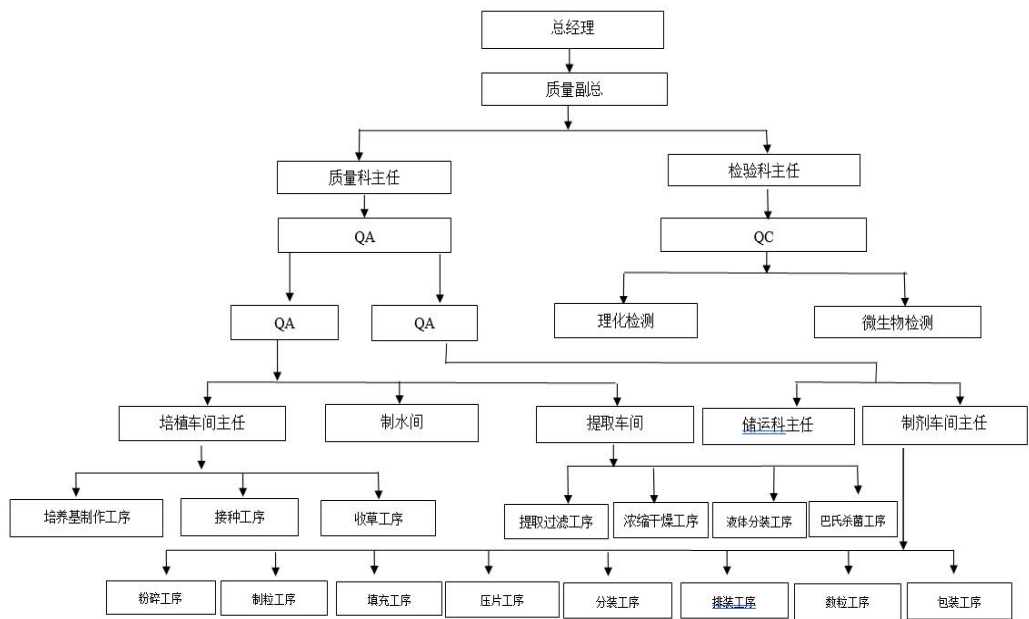 总经理
质量副总
质量科主任
检验科主任
QA
QC
QA
QA
理化检测
微生物检测
培植车间主任
制水间
提取车间
储运科主任
制剂车间主任
培养基制作工序
接种工序
收草工序
提取过滤工序
浓缩干燥工序
液体分装工序
巴氏杀菌工序
粉碎工序
制粒工序
填充工序
压片工序
分装工序
排装工序
数粒工序
包装工序